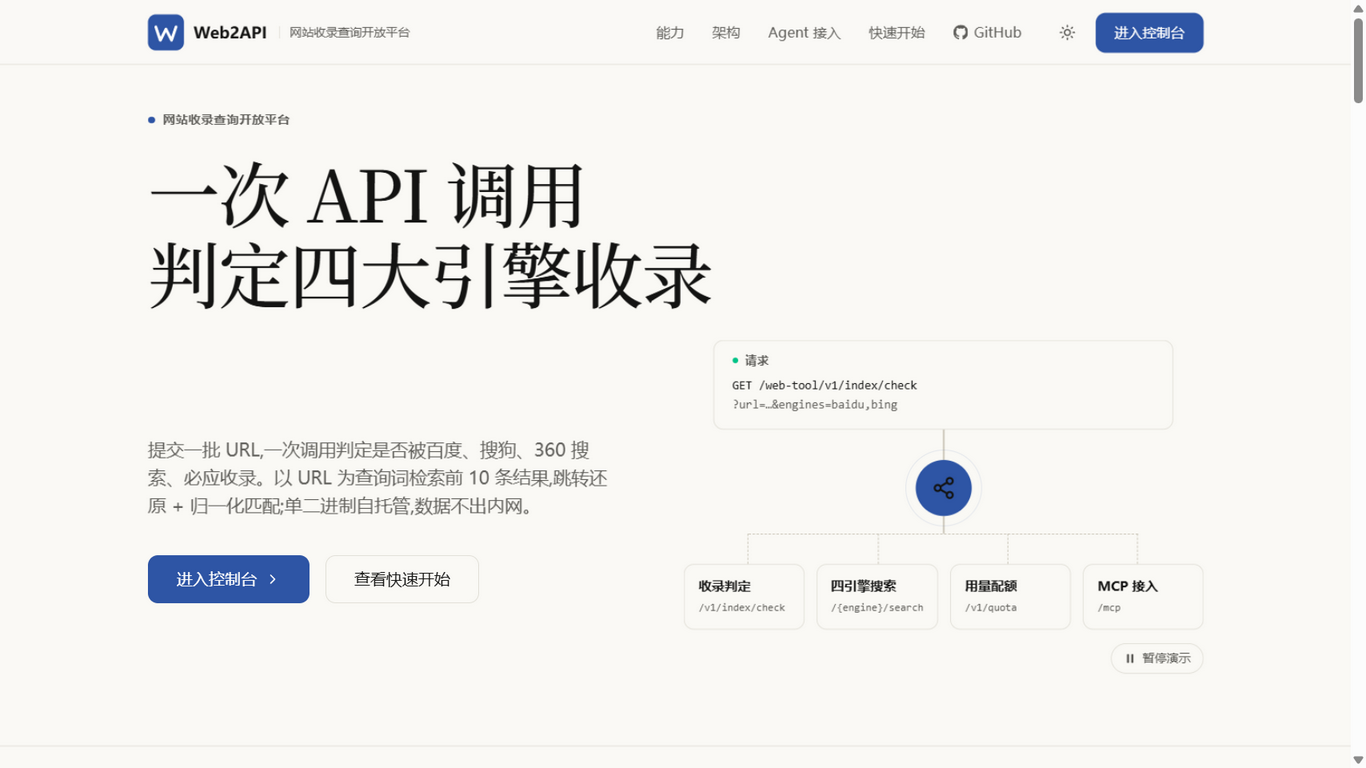 Web2API 网站收录查询开放平台 能力 架构 Agent 接入 快速开始 GitHub 进入控制台
网站收录查询开放平台
一次 API 调用
判定四大引擎收录
请求
GET /web-tool/v1/index/check
?url=…&engines=baidu,bing
提交一批 URL,一次调用判定是否被百度、搜狗、360 搜
索、必应收录。以 URL 为查询词检索前 10 条结果,跳转还
原 + 归一化匹配;单二进制自托管,数据不出内网。
进入控制台 查看快速开始
收录判定
/v1/index/check
四引擎搜索
/{engine}/search
用量配额
/v1/quota
MCP 接入
/mcp
暂停演示